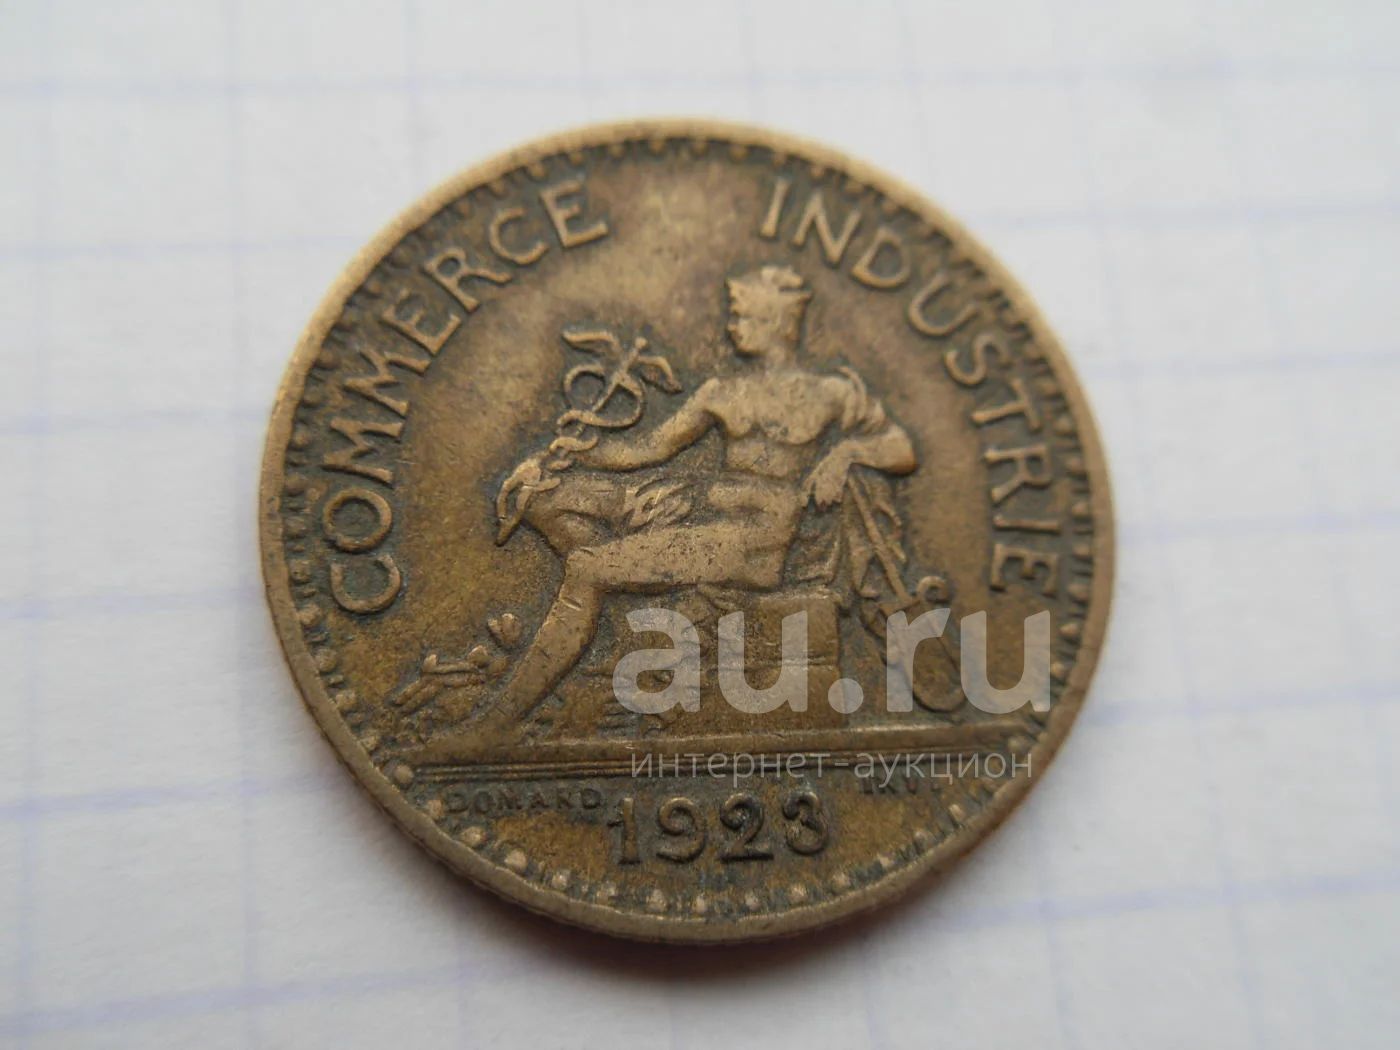 COMMERCE INDUSTRIE
au.ru
интернет-аукцион
DOMARD
1923